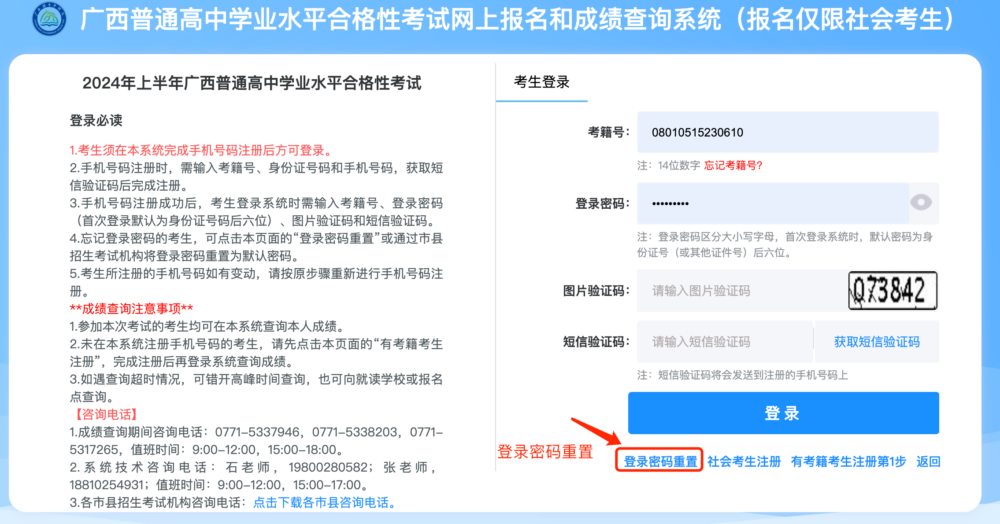 广西普通高中学业水平合格性考试网上报名和成绩查询系统（报名仅限社会考生）
2024年上半年广西普通高中学业水平合格性考试
登录必读
1.考生须在本系统完成手机号码注册后方可登录。
2.手机号码注册时，需输入考籍号、身份证号码和手机号码，获取短
信验证码后完成注册。
3.手机号码注册成功后，考生登录系统时需输入考籍号、登录密码
（首次登录默认为身份证号码后六位）、图片验证码和短信验证码。
4.忘记登录密码的考生，可点击本页面的“登录密码重置”或通过市县
招生考试机构将登录密码重置为默认密码。
5.考生所注册的手机号码如有变动，请按原步骤重新进行手机号码注
册。
**成绩查询注意事项**
1.参加本次考试的考生均可在本系统查询本人成绩。
2.未在本系统注册手机号码的考生，请先点击本页面的“有考籍考生
注册”，完成注册后再登录系统查询成绩。
3.如遇查询超时情况，可错开高峰时间查询，也可向就读学校或报名
点查询。
【咨询电话】
1.成绩查询期间咨询电话：0771-5337946，0771-5338203，0771-
5317265，值班时间：9:00-12:00，15:00-18:00。
2.系统技术咨询电话：石老师，19800280582；张老师，
18810254931；值班时间：9:00-12:00，15:00-17:00。
3.各市县招生考试机构咨询电话：点击下载各市县咨询电话。
考生登录
考籍号： 08010515230610
注：14位数字 忘记考籍号?
登录密码： •••••••••
注：登录密码区分大小写字母，首次登录系统时，默认密码为身
份证号（或其他证件号）后六位。
图片验证码： 请输入图片验证码 Q73842
短信验证码： 请输入短信验证码 获取短信验证码
注：短信验证码将会发送到注册的手机号码上
登 录
登录密码重置
登录密码重置 社会考生注册 有考籍考生注册第1步 返回